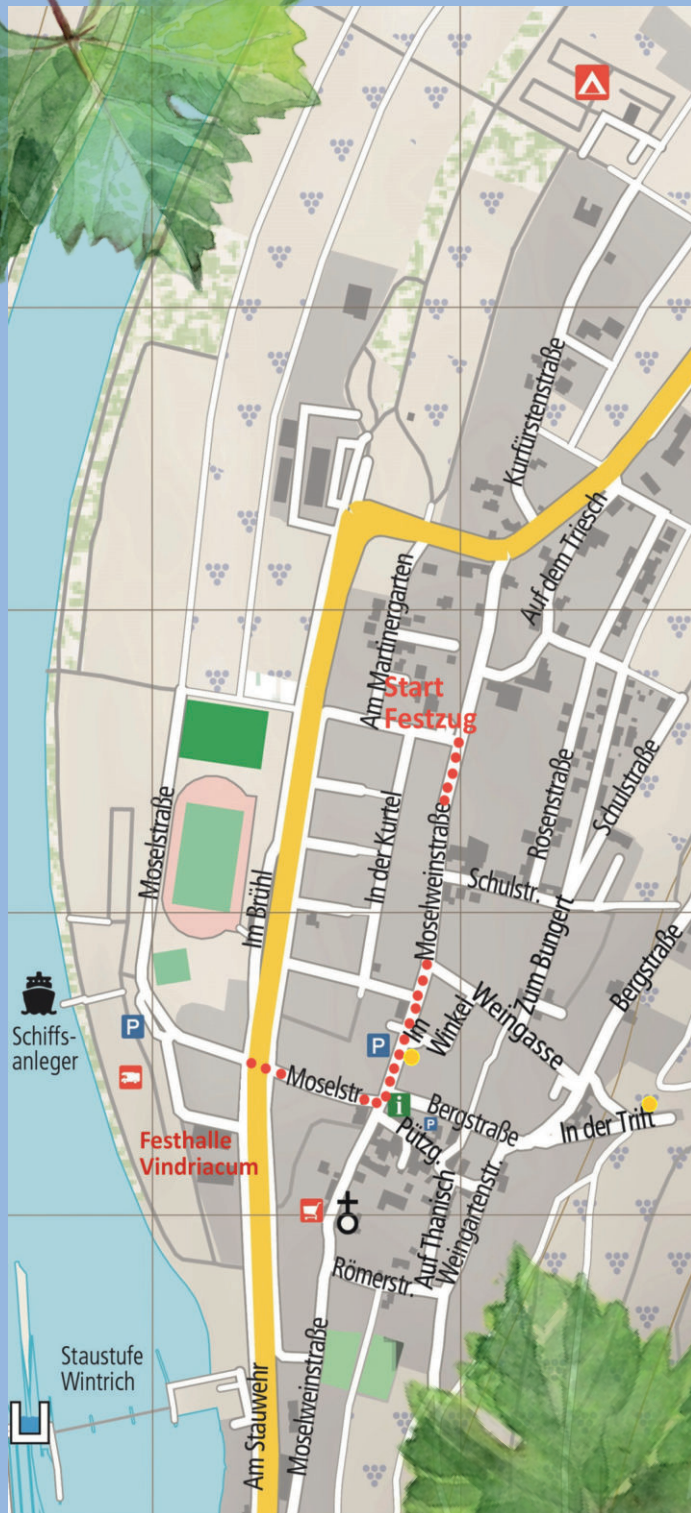 Kurfürstenstraße
Auf dem Triesch
Am Martinergarten
Start
Festzug
Moselstraße
Im Brühl
In der Kurtel
Moselweinstraße
Rosenstraße
Schulstraße
Schulstr.
Zum Bungert
Bergstraße
Weingasse
Im
Winkel
Schiffs-
anleger
P
P
Moselstr.
i
Bergstraße
P
In der Trift
Pützg.
Festhalle
Vindriacum
Auf Thanisch
Weingartenstr.
Römerstr.
Moselweinstraße
Staustufe
Wintrich
Am Stauwehr